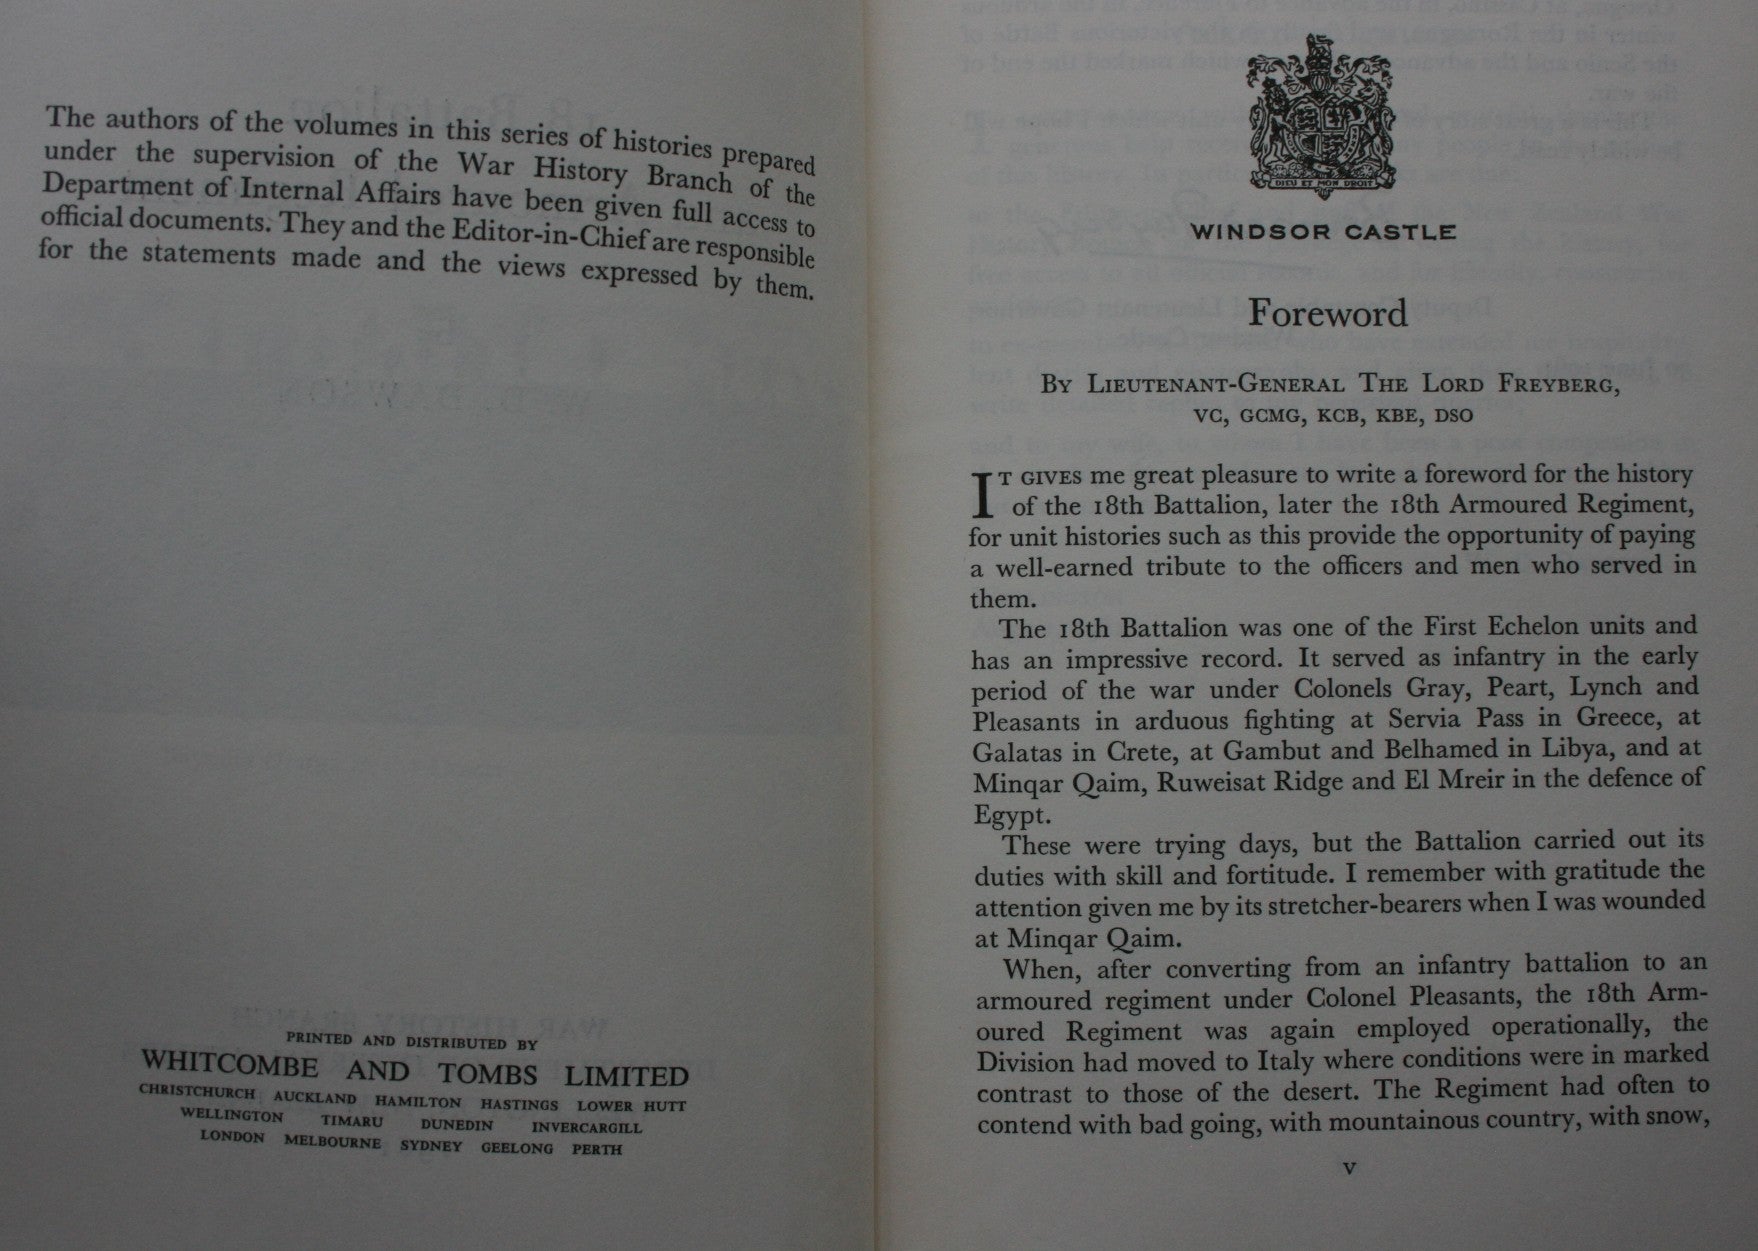 The authors of the volumes in this series of histories prepared
under the supervision of the War History Branch of the
Department of Internal Affairs have been given full access to
official documents. They and the Editor-in-Chief are responsible
for the statements made and the views expressed by them.
PRINTED AND DISTRIBUTED BY
WHITCOMBE AND TOMBS LIMITED
CHRISTCHURCH AUCKLAND HAMILTON HASTINGS LOWER HUTT
WELLINGTON TIMARU DUNEDIN INVERCARGILL
LONDON MELBOURNE SYDNEY GEELONG PERTH
DIEU ET MON DROIT
WINDSOR CASTLE
Foreword
By Lieutenant-General The Lord Freyberg,
VC, GCMG, KCB, KBE, DSO
IT GIVES me great pleasure to write a foreword for the history
of the 18th Battalion, later the 18th Armoured Regiment,
for unit histories such as this provide the opportunity of paying
a well-earned tribute to the officers and men who served in
them.
The 18th Battalion was one of the First Echelon units and
has an impressive record. It served as infantry in the early
period of the war under Colonels Gray, Peart, Lynch and
Pleasants in arduous fighting at Servia Pass in Greece, at
Galatas in Crete, at Gambut and Belhamed in Libya, and at
Minqar Qaim, Ruweisat Ridge and El Mreir in the defence of
Egypt.
These were trying days, but the Battalion carried out its
duties with skill and fortitude. I remember with gratitude the
attention given me by its stretcher-bearers when I was wounded
at Minqar Qaim.
When, after converting from an infantry battalion to an
armoured regiment under Colonel Pleasants, the 18th Arm-
oured Regiment was again employed operationally, the
Division had moved to Italy where conditions were in marked
contrast to those of the desert. The Regiment had often to
contend with bad going, with mountainous country, with snow,
v